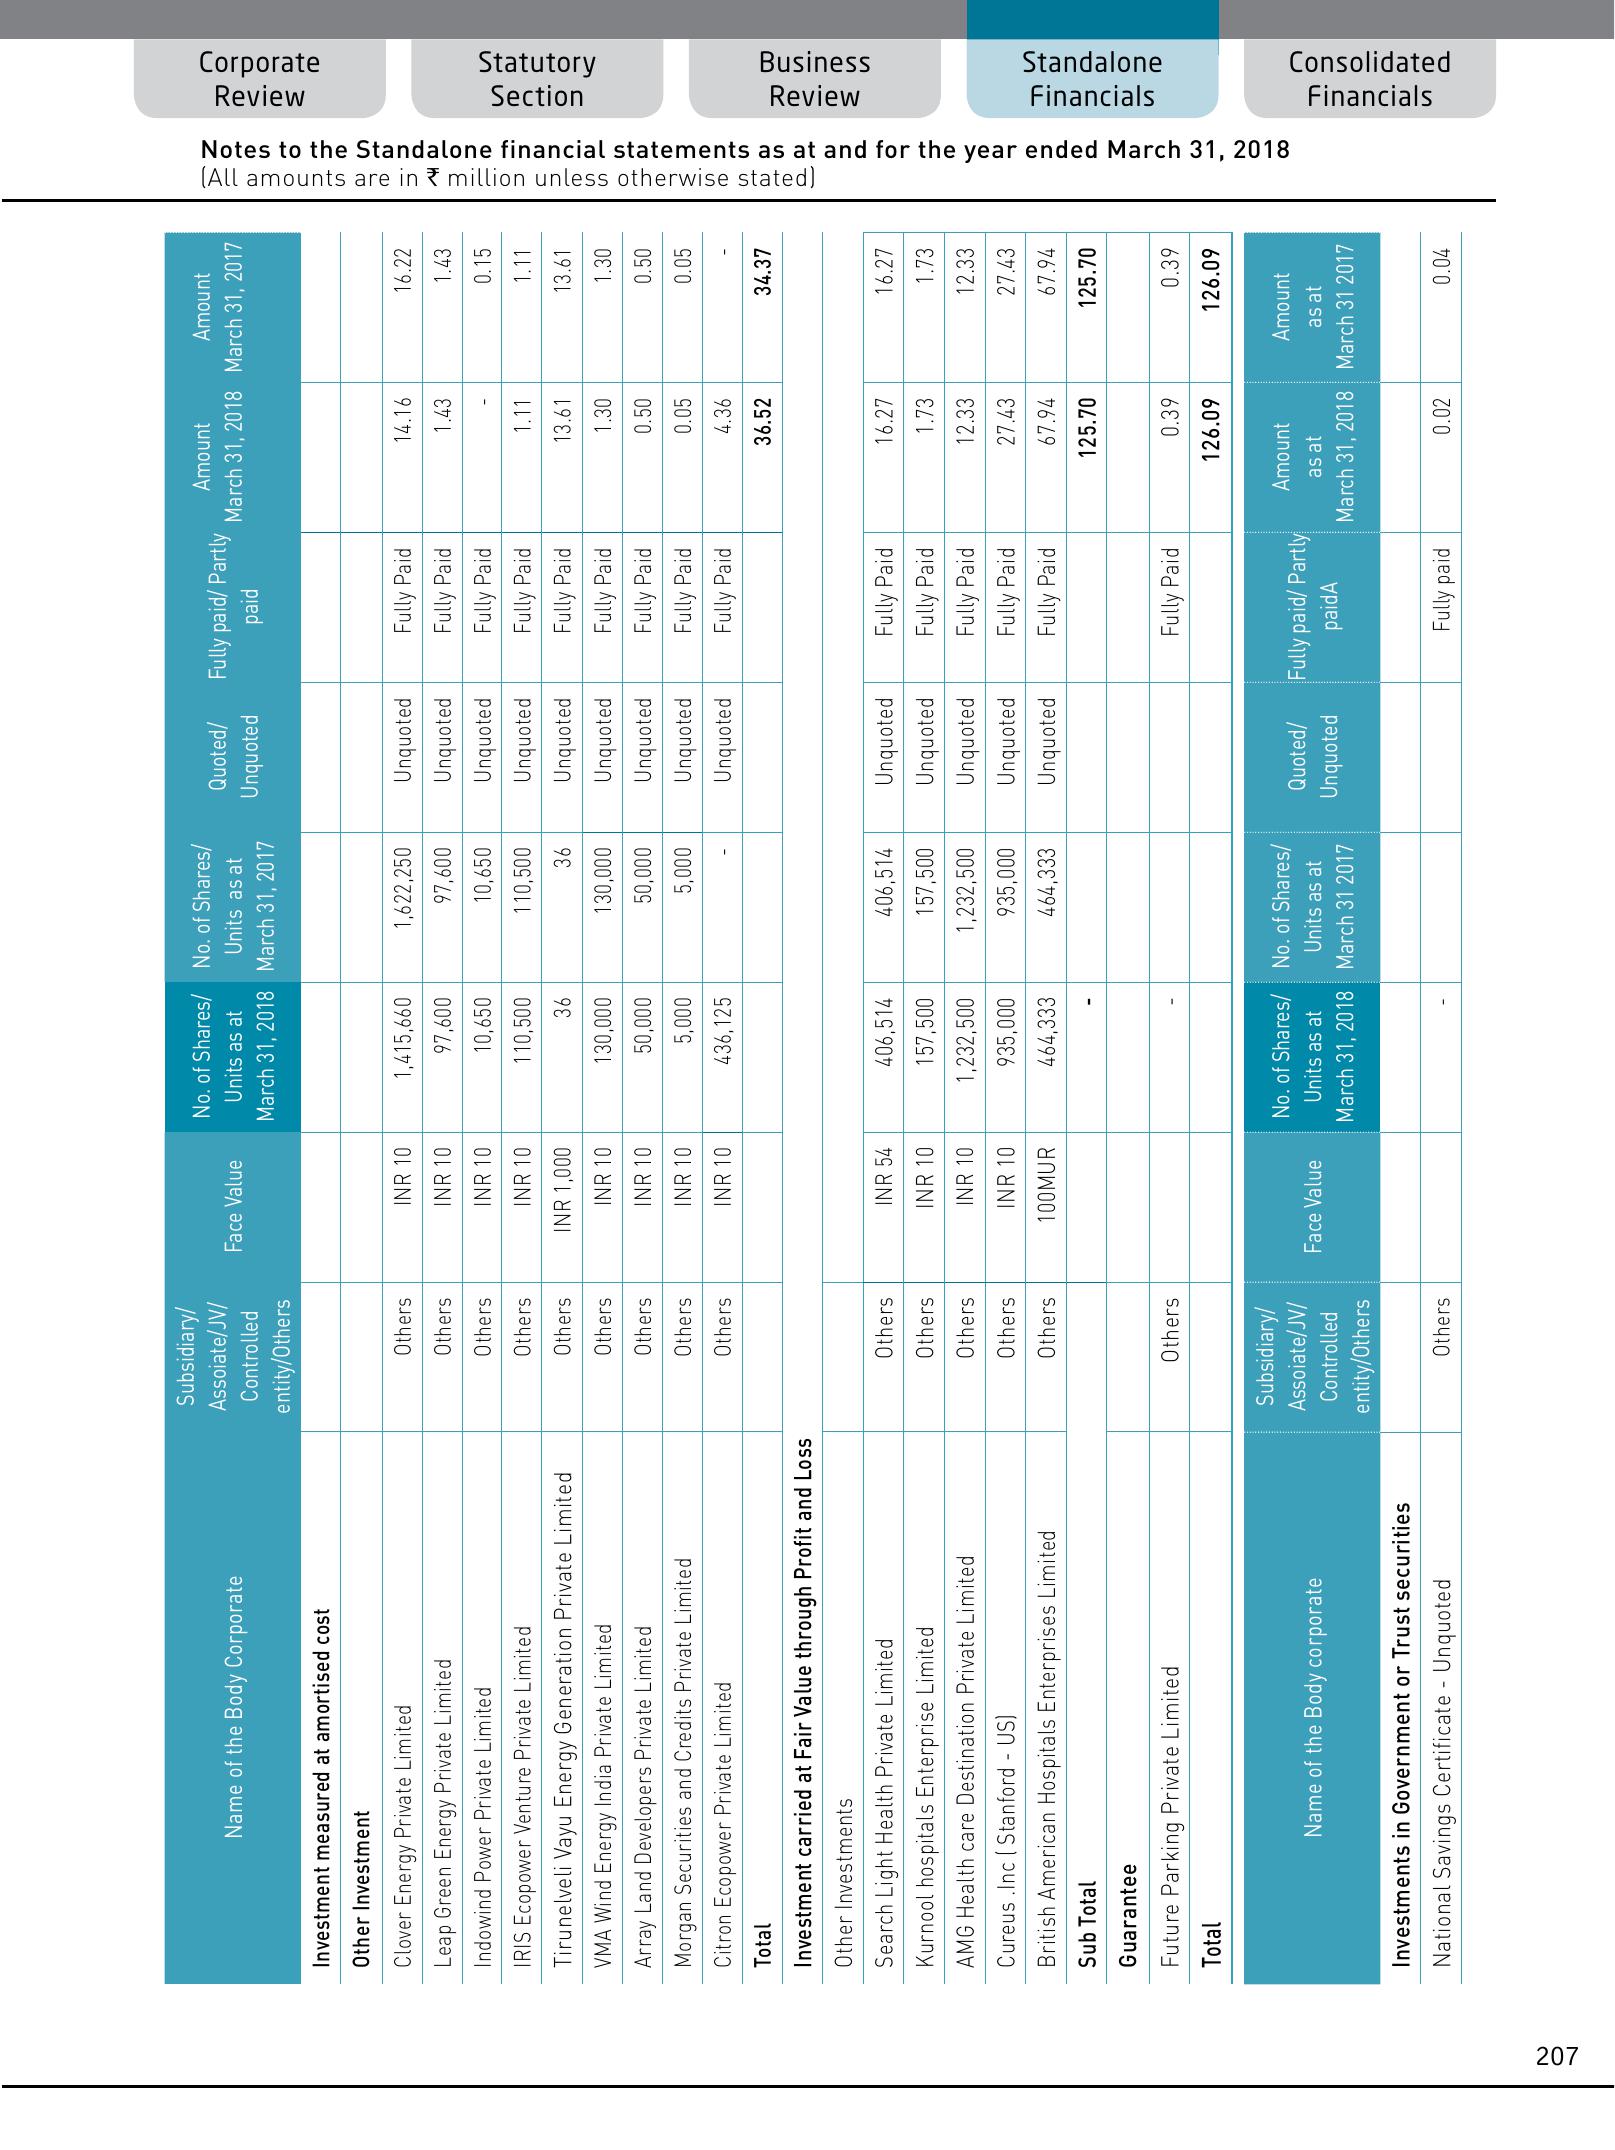 Corporate Review
Statutory Section
Business Review
Standalone Financials
Consolidated Financials
Notes to the Standalone financial statements as at and for the year ended March 31, 2018
(All amounts are in ₹ million unless otherwise stated)
Name of the Body Corporate Subsidiary/ Assoiate/JV/ Controlled entity/Others Face Value No. of Shares/ Units as at March 31, 2018 No. of Shares/ Units as at March 31, 2017 Quoted/ Unquoted Fully paid/ Partly paid Amount March 31, 2018 Amount March 31, 2017
Investment measured at amortised cost
Other Investment
Clover Energy Private Limited Others INR 10 1,415,660 1,622,250 Unquoted Fully Paid 14.16 16.22
Leap Green Energy Private Limited Others INR 10 97,600 97,600 Unquoted Fully Paid 1.43 1.43
Indowind Power Private Limited Others INR 10 10,650 10,650 Unquoted Fully Paid - 0.15
IRIS Ecopower Venture Private Limited Others INR 10 110,500 110,500 Unquoted Fully Paid 1.11 1.11
Tirunelveli Vayu Energy Generation Private Limited Others INR 1,000 36 36 Unquoted Fully Paid 13.61 13.61
VMA Wind Energy India Private Limited Others INR 10 130,000 130,000 Unquoted Fully Paid 1.30 1.30
Array Land Developers Private Limited Others INR 10 50,000 50,000 Unquoted Fully Paid 0.50 0.50
Morgan Securities and Credits Private Limited Others INR 10 5,000 5,000 Unquoted Fully Paid 0.05 0.05
Citron Ecopower Private Limited Others INR 10 436,125 - Unquoted Fully Paid 4.36 -
Total 36.52 34.37
Investment carried at Fair Value through Profit and Loss
Other Investments
Search Light Health Private Limited Others INR 54 406,514 406,514 Unquoted Fully Paid 16.27 16.27
Kurnool hospitals Enterprise Limited Others INR 10 157,500 157,500 Unquoted Fully Paid 1.73 1.73
AMG Health care Destination Private Limited Others INR 10 1,232,500 1,232,500 Unquoted Fully Paid 12.33 12.33
Cureus .Inc ( Stanford - US) Others INR 10 935,000 935,000 Unquoted Fully Paid 27.43 27.43
British American Hospitals Enterprises Limited Others 100MUR 464,333 464,333 Unquoted Fully Paid 67.94 67.94
Sub Total - 125.70 125.70
Guarantee
Future Parking Private Limited Others - Fully Paid 0.39 0.39
Total 126.09 126.09
Name of the Body corporate Subsidiary/ Assoiate/JV/ Controlled entity/Others Face Value No. of Shares/ Units as at March 31, 2018 No. of Shares/ Units as at March 31 2017 Quoted/ Unquoted Fully paid/ Partly paidA Amount as at March 31, 2018 Amount as at March 31 2017
Investments in Government or Trust securities
National Savings Certificate - Unquoted Others - Fully paid 0.02 0.04
207